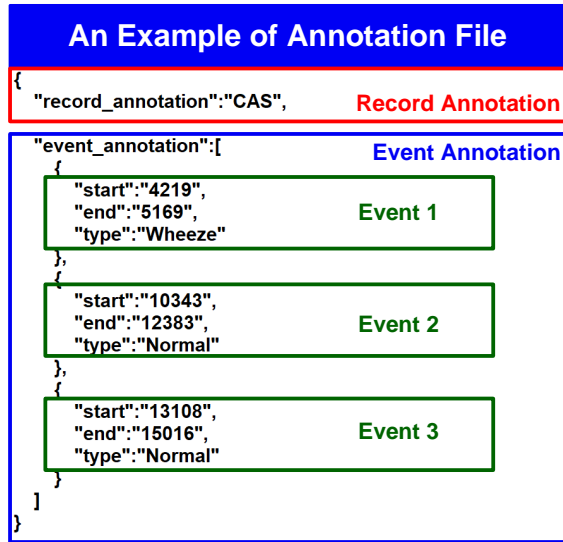 An Example of Annotation File
{
"record_annotation":"CAS", Record Annotation
"event_annotation":[ Event Annotation
{
"start":"4219",
"end":"5169", Event 1
"type":"Wheeze"
},
{
"start":"10343",
"end":"12383", Event 2
"type":"Normal"
},
{
"start":"13108",
"end":"15016", Event 3
"type":"Normal"
}
]
}